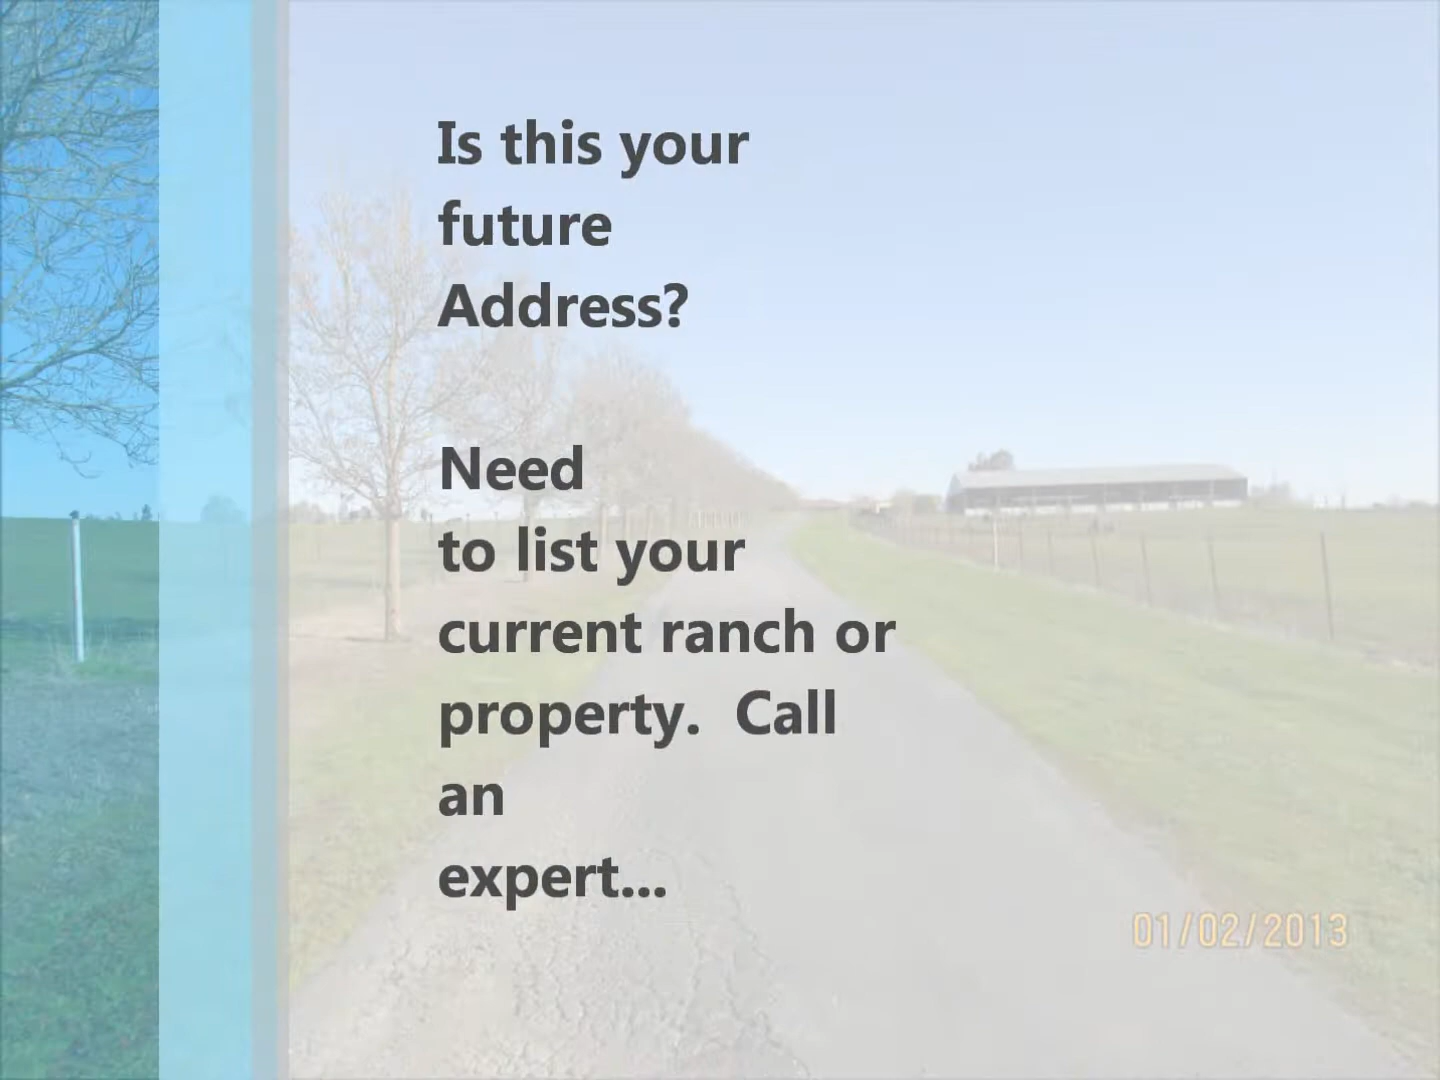 Is this your
future
Address?
Need
to list your
current ranch or
property.  Call
an
expert...
01/02/2013